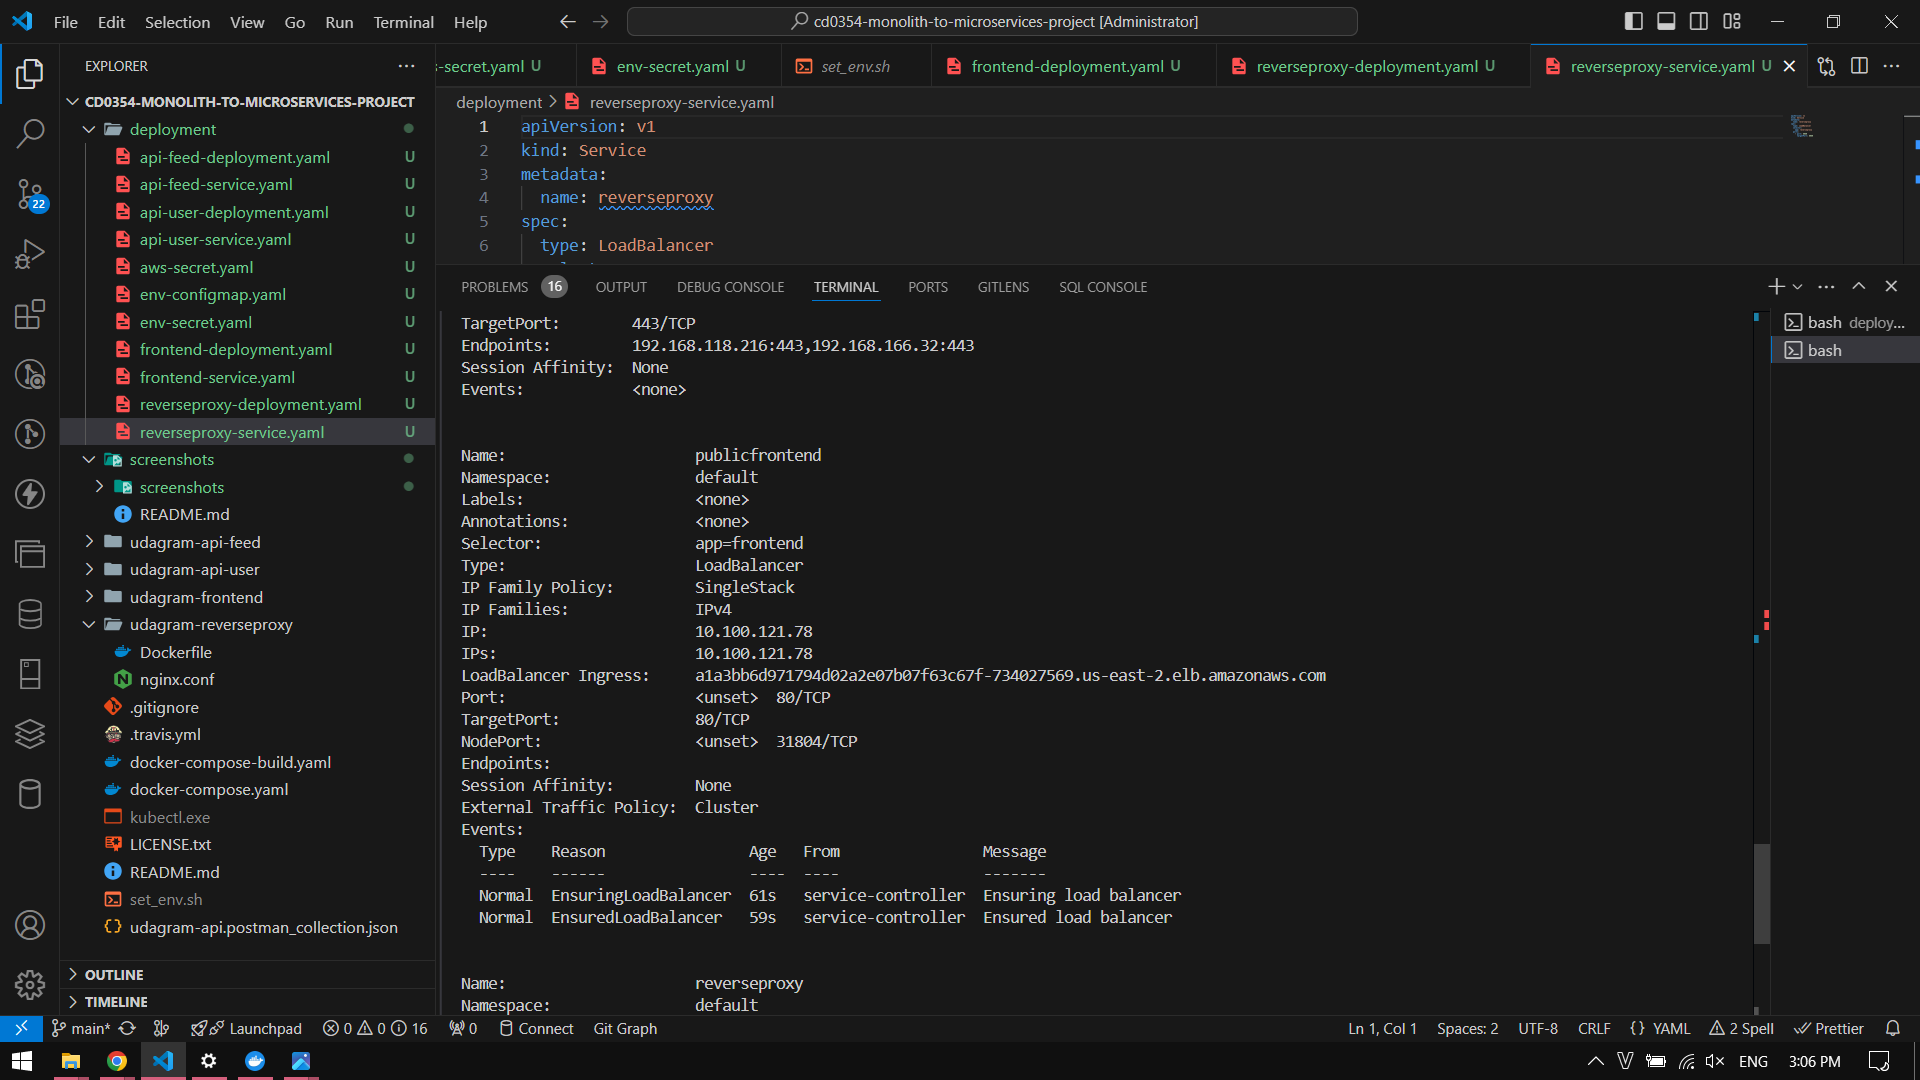 File Edit Selection View Go Run Terminal Help
cd0354-monolith-to-microservices-project [Administrator]
EXPLORER
s-secret.yaml U
env-secret.yaml U
set_env.sh
frontend-deployment.yaml U
reverseproxy-deployment.yaml U
reverseproxy-service.yaml U
CD0354-MONOLITH-TO-MICROSERVICES-PROJECT
deployment
api-feed-deployment.yaml U
api-feed-service.yaml U
api-user-deployment.yaml U
api-user-service.yaml U
aws-secret.yaml U
env-configmap.yaml U
env-secret.yaml U
frontend-deployment.yaml U
frontend-service.yaml U
reverseproxy-deployment.yaml U
reverseproxy-service.yaml U
screenshots
screenshots
README.md
udagram-api-feed
udagram-api-user
udagram-frontend
udagram-reverseproxy
Dockerfile
nginx.conf
.gitignore
.travis.yml
docker-compose-build.yaml
docker-compose.yaml
kubectl.exe
LICENSE.txt
README.md
set_env.sh
udagram-api.postman_collection.json
OUTLINE
TIMELINE
22
deployment > reverseproxy-service.yaml
1 apiVersion: v1
2 kind: Service
3 metadata:
4 name: reverseproxy
5 spec:
6 type: LoadBalancer
PROBLEMS 16 OUTPUT DEBUG CONSOLE TERMINAL PORTS GITLENS SQL CONSOLE
bash deploy...
bash
TargetPort: 443/TCP
Endpoints: 192.168.118.216:443,192.168.166.32:443
Session Affinity: None
Events: <none>
Name: publicfrontend
Namespace: default
Labels: <none>
Annotations: <none>
Selector: app=frontend
Type: LoadBalancer
IP Family Policy: SingleStack
IP Families: IPv4
IP: 10.100.121.78
IPs: 10.100.121.78
LoadBalancer Ingress: a1a3bb6d971794d02a2e07b07f63c67f-734027569.us-east-2.elb.amazonaws.com
Port: <unset> 80/TCP
TargetPort: 80/TCP
NodePort: <unset> 31804/TCP
Endpoints:
Session Affinity: None
External Traffic Policy: Cluster
Events:
Type Reason Age From Message
---- ------ ---- ---- -------
Normal EnsuringLoadBalancer 61s service-controller Ensuring load balancer
Normal EnsuredLoadBalancer 59s service-controller Ensured load balancer
Name: reverseproxy
Namespace: default
main* Launchpad 0 0 16 0 Connect Git Graph
Ln 1, Col 1 Spaces: 2 UTF-8 CRLF {} YAML 2 Spell Prettier
ENG 3:06 PM